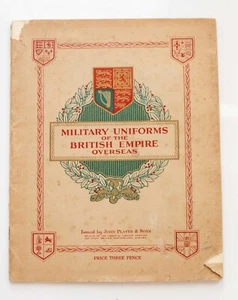 MILITARY UNIFORMS
OF THE
BRITISH EMPIRE
OVERSEAS
Issued by JOHN PLAYER & SONS
PRICE THREE PENCE